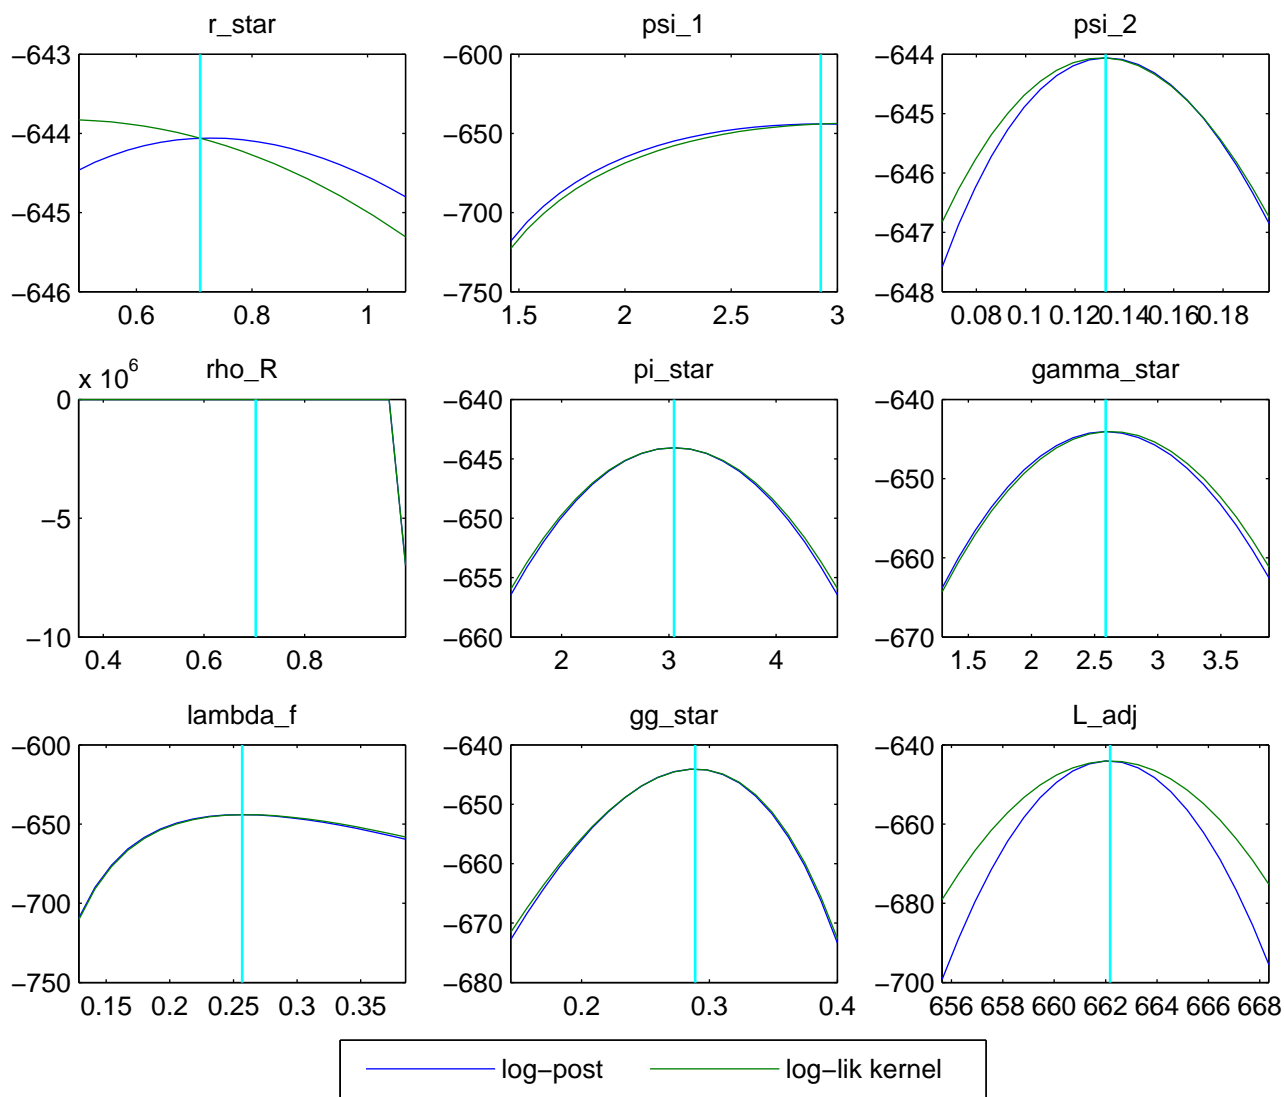 r_star
−643
−644
−645
−646
0.6 0.8 1
psi_1
−600
−650
−700
−750
1.5 2 2.5 3
psi_2
−644
−645
−646
−647
−648
0.08 0.1 0.12 0.14 0.16 0.18
rho_R
x 10^6
0
−5
−10
0.4 0.6 0.8
pi_star
−640
−645
−650
−655
−660
2 3 4
gamma_star
−640
−650
−660
−670
1.5 2 2.5 3 3.5
lambda_f
−600
−650
−700
−750
0.15 0.2 0.25 0.3 0.35
gg_star
−640
−650
−660
−670
−680
0.2 0.3 0.4
L_adj
−640
−660
−680
−700
656 658 660 662 664 666 668
log−post log−lik kernel